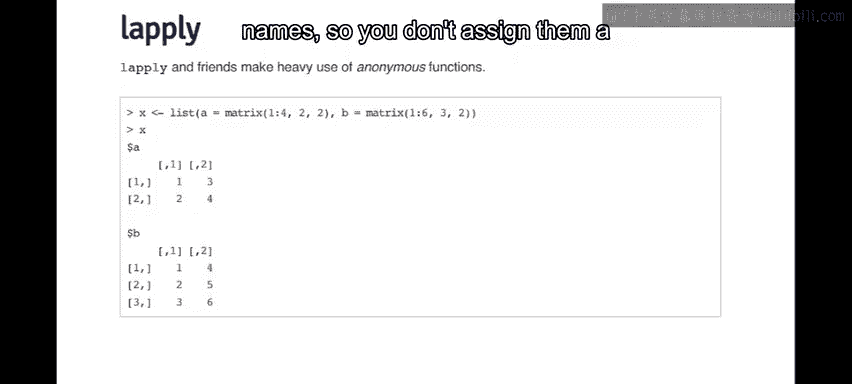 lapply
names, so you don't assign them a
lapply and friends make heavy use of anonymous functions.
> x <- list(a = matrix(1:4, 2, 2), b = matrix(1:6, 3, 2))
> x
$a
[,1] [,2]
[1,] 1 3
[2,] 2 4
$b
[,1] [,2]
[1,] 1 4
[2,] 2 5
[3,] 3 6